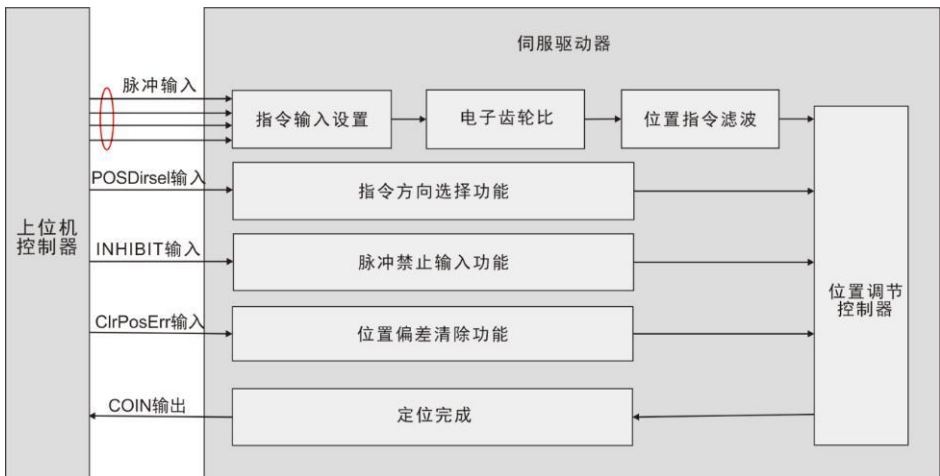 伺服驱动器
脉冲输入
指令输入设置
电子齿轮比
位置指令滤波
POSDirsel输入
指令方向选择功能
上位机
控制器
INHIBIT输入
脉冲禁止输入功能
位置调节
控制器
ClrPosErr输入
位置偏差清除功能
COIN输出
定位完成